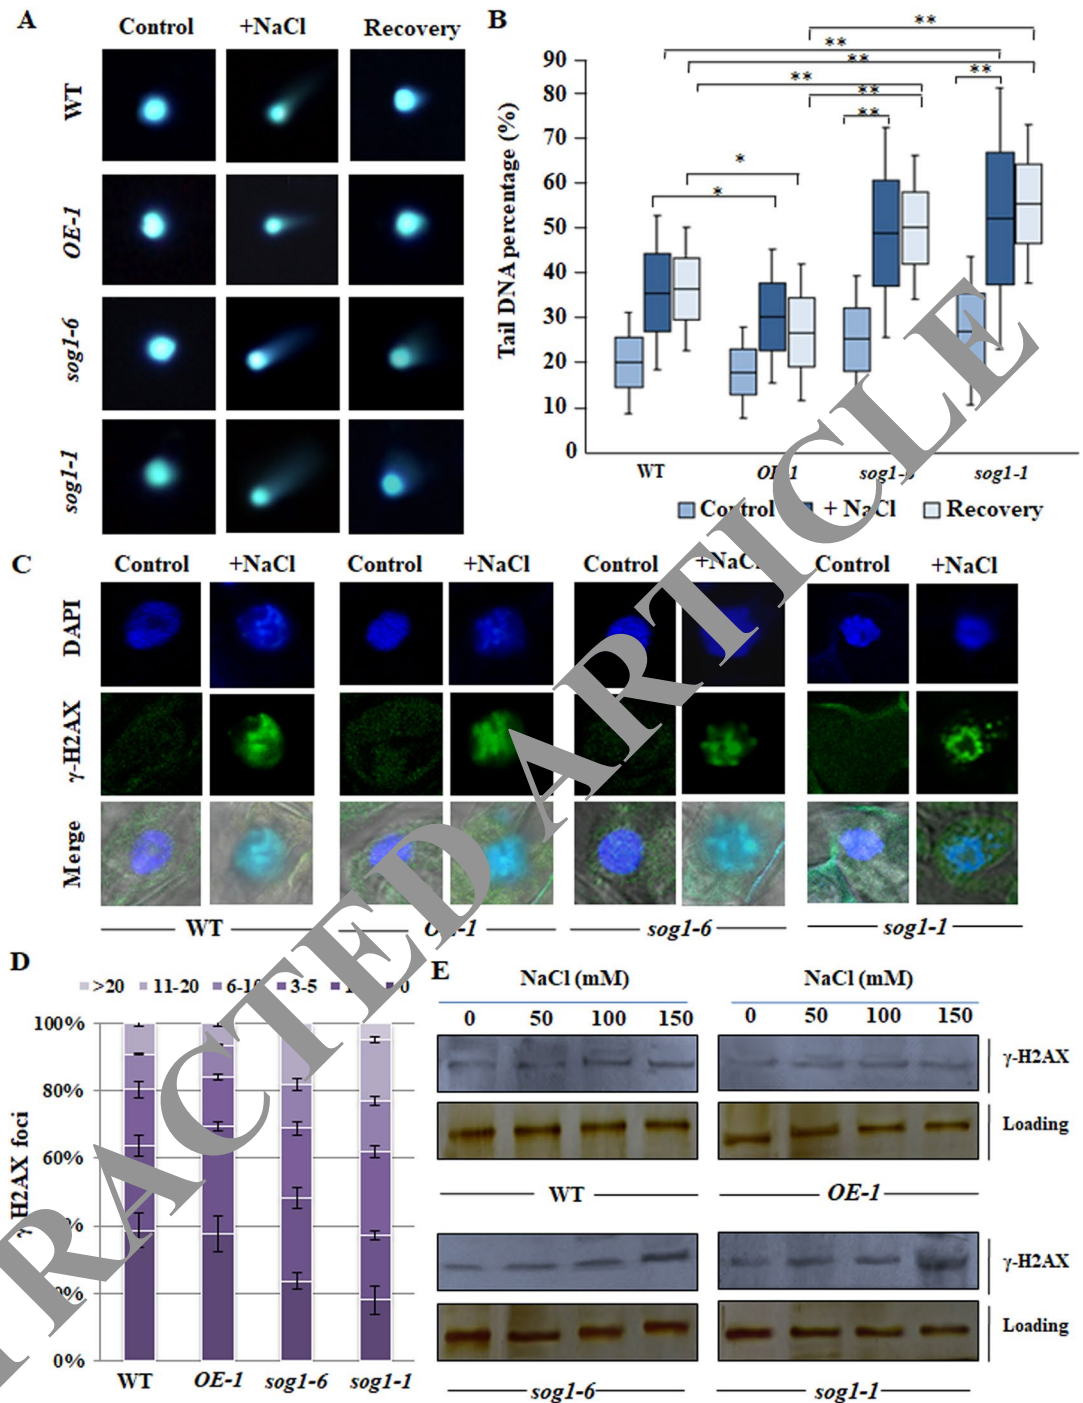 A
Control +NaCl Recovery
WT
OE-1
sog1-6
sog1-1
B
Tail DNA percentage (%)
90
80
70
60
50
40
30
20
10
0
** ** ** ** ** ** ** * *
WT sog1-1
+ NaCl Recovery
C
Control +NaCl Control +NaCl Control Control +NaCl
DAPI
γ-H2AX
Merge
WT sog1-6 sog1-1
D
>20 11-20 3-5 0
γH2AX foci
100%
80%
60%
0%
WT OE-1 sog1-6 sog1-1
E
NaCl (mM) NaCl (mM)
0 50 100 150 0 50 100 150
γ-H2AX
Loading
WT OE-1
γ-H2AX
Loading
sog1-6 sog1-1
RETRACTED ARTICLE